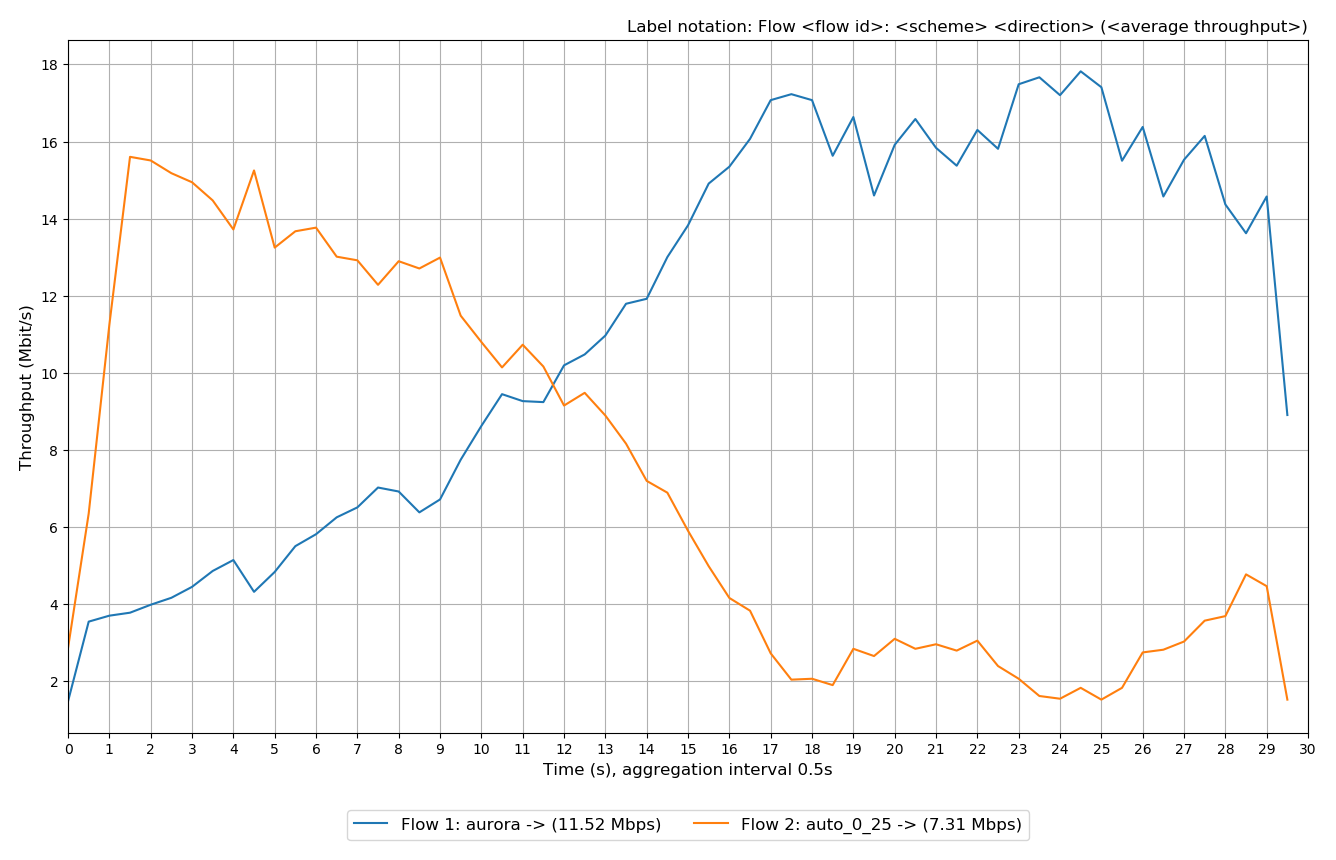 Label notation: Flow <flow id>: <scheme> <direction> (<average throughput>)
Throughput (Mbit/s)
18
16
14
12
10
8
6
4
2
0 1 2 3 4 5 6 7 8 9 10 11 12 13 14 15 16 17 18 19 20 21 22 23 24 25 26 27 28 29 30
Time (s), aggregation interval 0.5s
Flow 1: aurora -> (11.52 Mbps) Flow 2: auto_0_25 -> (7.31 Mbps)